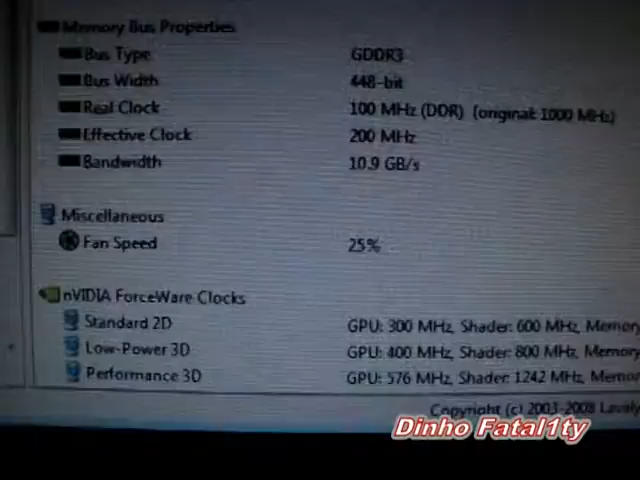 Memory Bus Properties
Bus Type GDDR3
Bus Width 448-bit
Real Clock 100 MHz (DDR) (original: 1000 MHz)
Effective Clock 200 MHz
Bandwidth 10.9 GB/s
Miscellaneous
Fan Speed 25%
nVIDIA ForceWare Clocks
Standard 2D GPU: 300 MHz, Shader: 600 MHz, Memory
Low-Power 3D GPU: 400 MHz, Shader: 800 MHz, Memory
Performance 3D GPU: 576 MHz, Shader: 1242 MHz, Memor
Copyright (c) 2003-2008 Lavaly
Dinho Fatal1ty